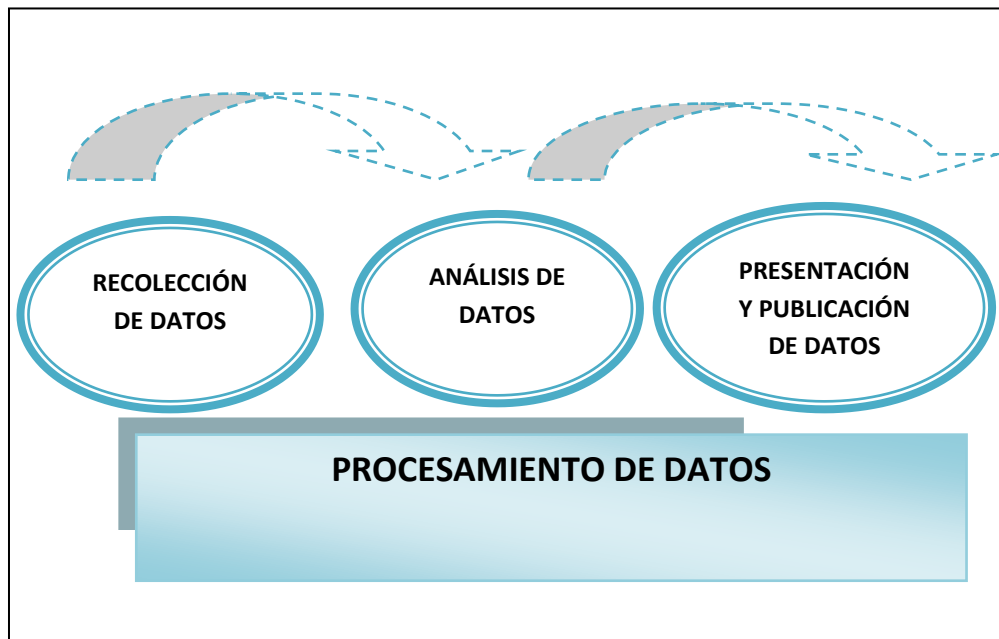 RECOLECCIÓN
DE DATOS
ANÁLISIS DE
DATOS
PRESENTACIÓN
Y PUBLICACIÓN
DE DATOS
PROCESAMIENTO DE DATOS